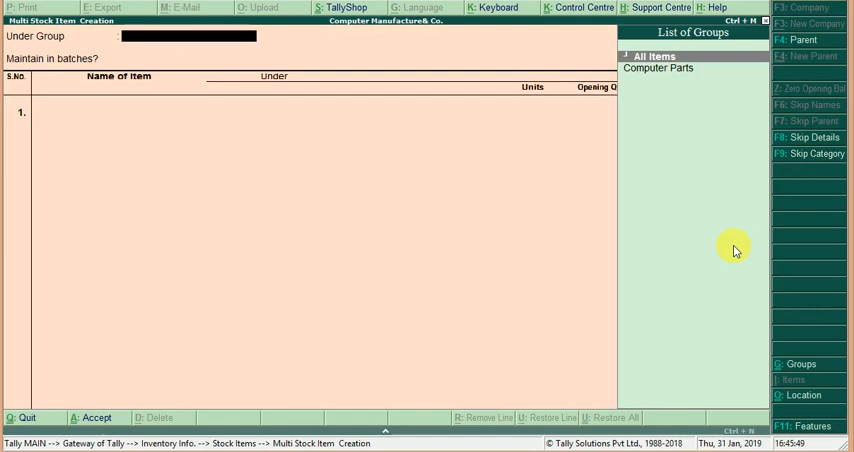 P: Print E: Export M: E-Mail O: Upload S: TallyShop G: Language K: Keyboard K: Control Centre H: Support Centre H: Help F3: Company
Multi Stock Item Creation Computer Manufacture& Co. Ctrl + M x F3: New Company
Under Group : List of Groups F4: Parent
F4: New Parent
Maintain in batches? ┘ All Items
S.No. Name of Item Under Computer Parts
Units Opening Q Z: Zero Opening Bal
F6: Skip Names
1. F7: Skip Parent
F8: Skip Details
F9: Skip Category
G: Groups
I: Items
O: Location
Q: Quit A: Accept D: Delete R: Remove Line U: Restore Line U: Restore All F11: Features
Ctrl + N
Tally MAIN --> Gateway of Tally --> Inventory Info. --> Stock Items --> Multi Stock Item Creation © Tally Solutions Pvt Ltd., 1988-2018 Thu, 31 Jan, 2019 16:45:49